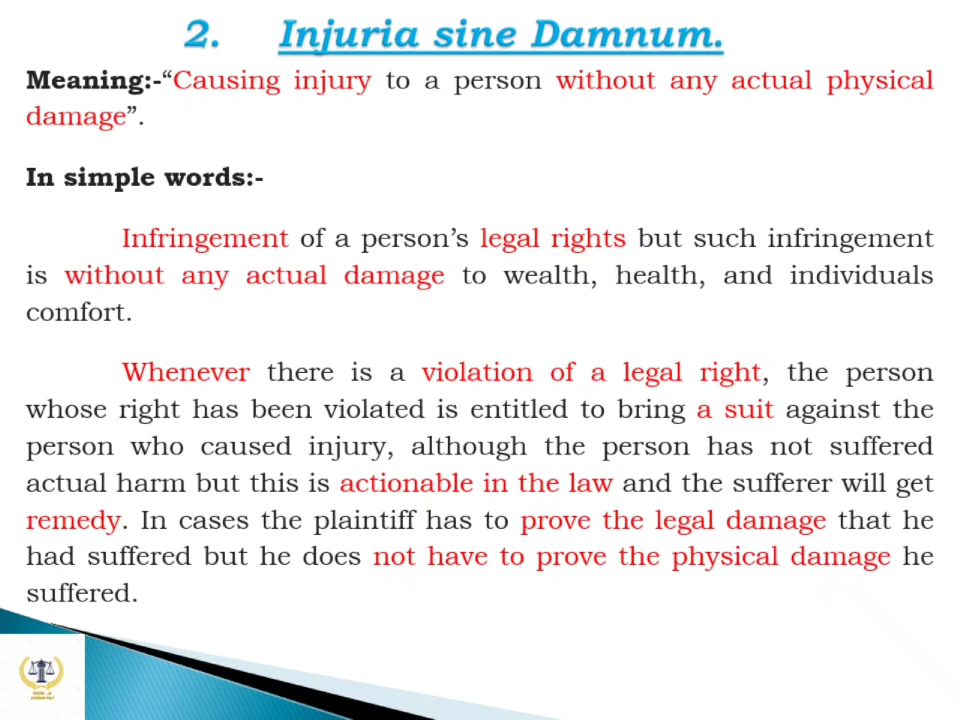 2. Injuria sine Damnum.
Meaning:-“Causing injury to a person without any actual physical
damage”.
In simple words:-
Infringement of a person’s legal rights but such infringement
is without any actual damage to wealth, health, and individuals
comfort.
Whenever there is a violation of a legal right, the person
whose right has been violated is entitled to bring a suit against the
person who caused injury, although the person has not suffered
actual harm but this is actionable in the law and the sufferer will get
remedy. In cases the plaintiff has to prove the legal damage that he
had suffered but he does not have to prove the physical damage he
suffered.